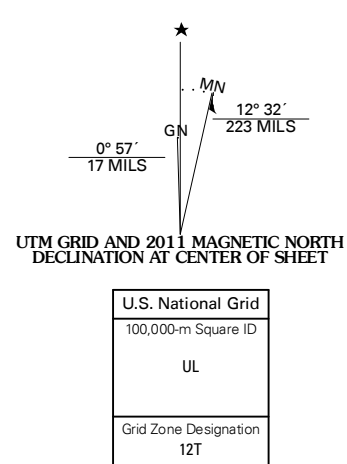 MN
GN
12° 32´
223 MILS
0° 57´
17 MILS
UTM GRID AND 2011 MAGNETIC NORTH
DECLINATION AT CENTER OF SHEET
U.S. National Grid
100,000-m Square ID
UL
Grid Zone Designation
12T